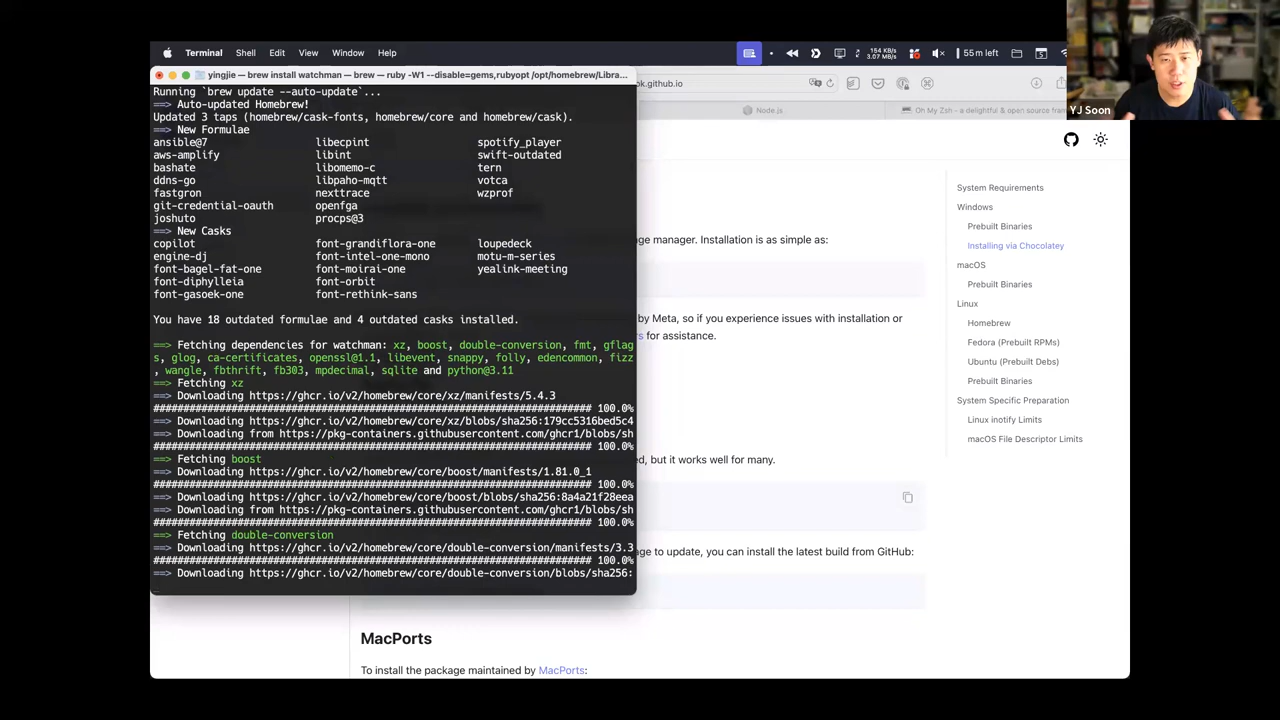 Terminal Shell Edit View Window Help
154 KB/s
3.07 MB/s
55m left
yingjie — brew install watchman — brew — ruby -W1 --disable=gems,rubyopt /opt/homebrew/Libra...
ok.github.io
Node.js
Oh My Zsh - a delightful & open source fram
YJ Soon
Running `brew update --auto-update`...
==> Auto-updated Homebrew!
Updated 3 taps (homebrew/cask-fonts, homebrew/core and homebrew/cask).
==> New Formulae
ansible@7 libecpint spotify_player
aws-amplify libint swift-outdated
bashate libomemo-c tern
ddns-go libpaho-mqtt votca
fastgron nexttrace wzprof
git-credential-oauth openfga
joshuto procps@3
==> New Casks
copilot font-grandiflora-one loupedeck
engine-dj font-intel-one-mono motu-m-series
font-bagel-fat-one font-moirai-one yealink-meeting
font-diphylleia font-orbit
font-gasoek-one font-rethink-sans
You have 18 outdated formulae and 4 outdated casks installed.
==> Fetching dependencies for watchman: xz, boost, double-conversion, fmt, gflag
s, glog, ca-certificates, openssl@1.1, libevent, snappy, folly, edencommon, fizz
, wangle, fbthrift, fb303, mpdecimal, sqlite and python@3.11
==> Fetching xz
==> Downloading https://ghcr.io/v2/homebrew/core/xz/manifests/5.4.3
######################################################################## 100.0%
==> Downloading https://ghcr.io/v2/homebrew/core/xz/blobs/sha256:179cc5316bed5c4
==> Downloading from https://pkg-containers.githubusercontent.com/ghcr1/blobs/sh
######################################################################## 100.0%
==> Fetching boost
==> Downloading https://ghcr.io/v2/homebrew/core/boost/manifests/1.81.0_1
######################################################################## 100.0%
==> Downloading https://ghcr.io/v2/homebrew/core/boost/blobs/sha256:8a4a21f28eea
==> Downloading from https://pkg-containers.githubusercontent.com/ghcr1/blobs/sh
######################################################################## 100.0%
==> Fetching double-conversion
==> Downloading https://ghcr.io/v2/homebrew/core/double-conversion/manifests/3.3
######################################################################## 100.0%
==> Downloading https://ghcr.io/v2/homebrew/core/double-conversion/blobs/sha256:
manager. Installation is as simple as:
by Meta, so if you experience issues with installation or
for assistance.
but it works well for many.
to update, you can install the latest build from GitHub:
MacPorts
To install the package maintained by MacPorts:
System Requirements
Windows
Prebuilt Binaries
Installing via Chocolatey
macOS
Prebuilt Binaries
Linux
Homebrew
Fedora (Prebuilt RPMs)
Ubuntu (Prebuilt Debs)
Prebuilt Binaries
System Specific Preparation
Linux inotify Limits
macOS File Descriptor Limits